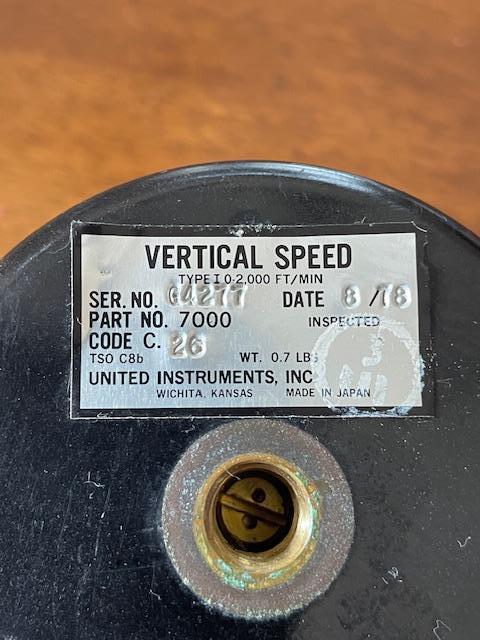 VERTICAL SPEED
TYPE I 0-2,000 FT/MIN
SER. NO. G4277 DATE 8/78
PART NO. 7000 INSPECTED
CODE C. 26
TSO C8b WT. 0.7 LBS
UNITED INSTRUMENTS, INC
WICHITA, KANSAS MADE IN JAPAN